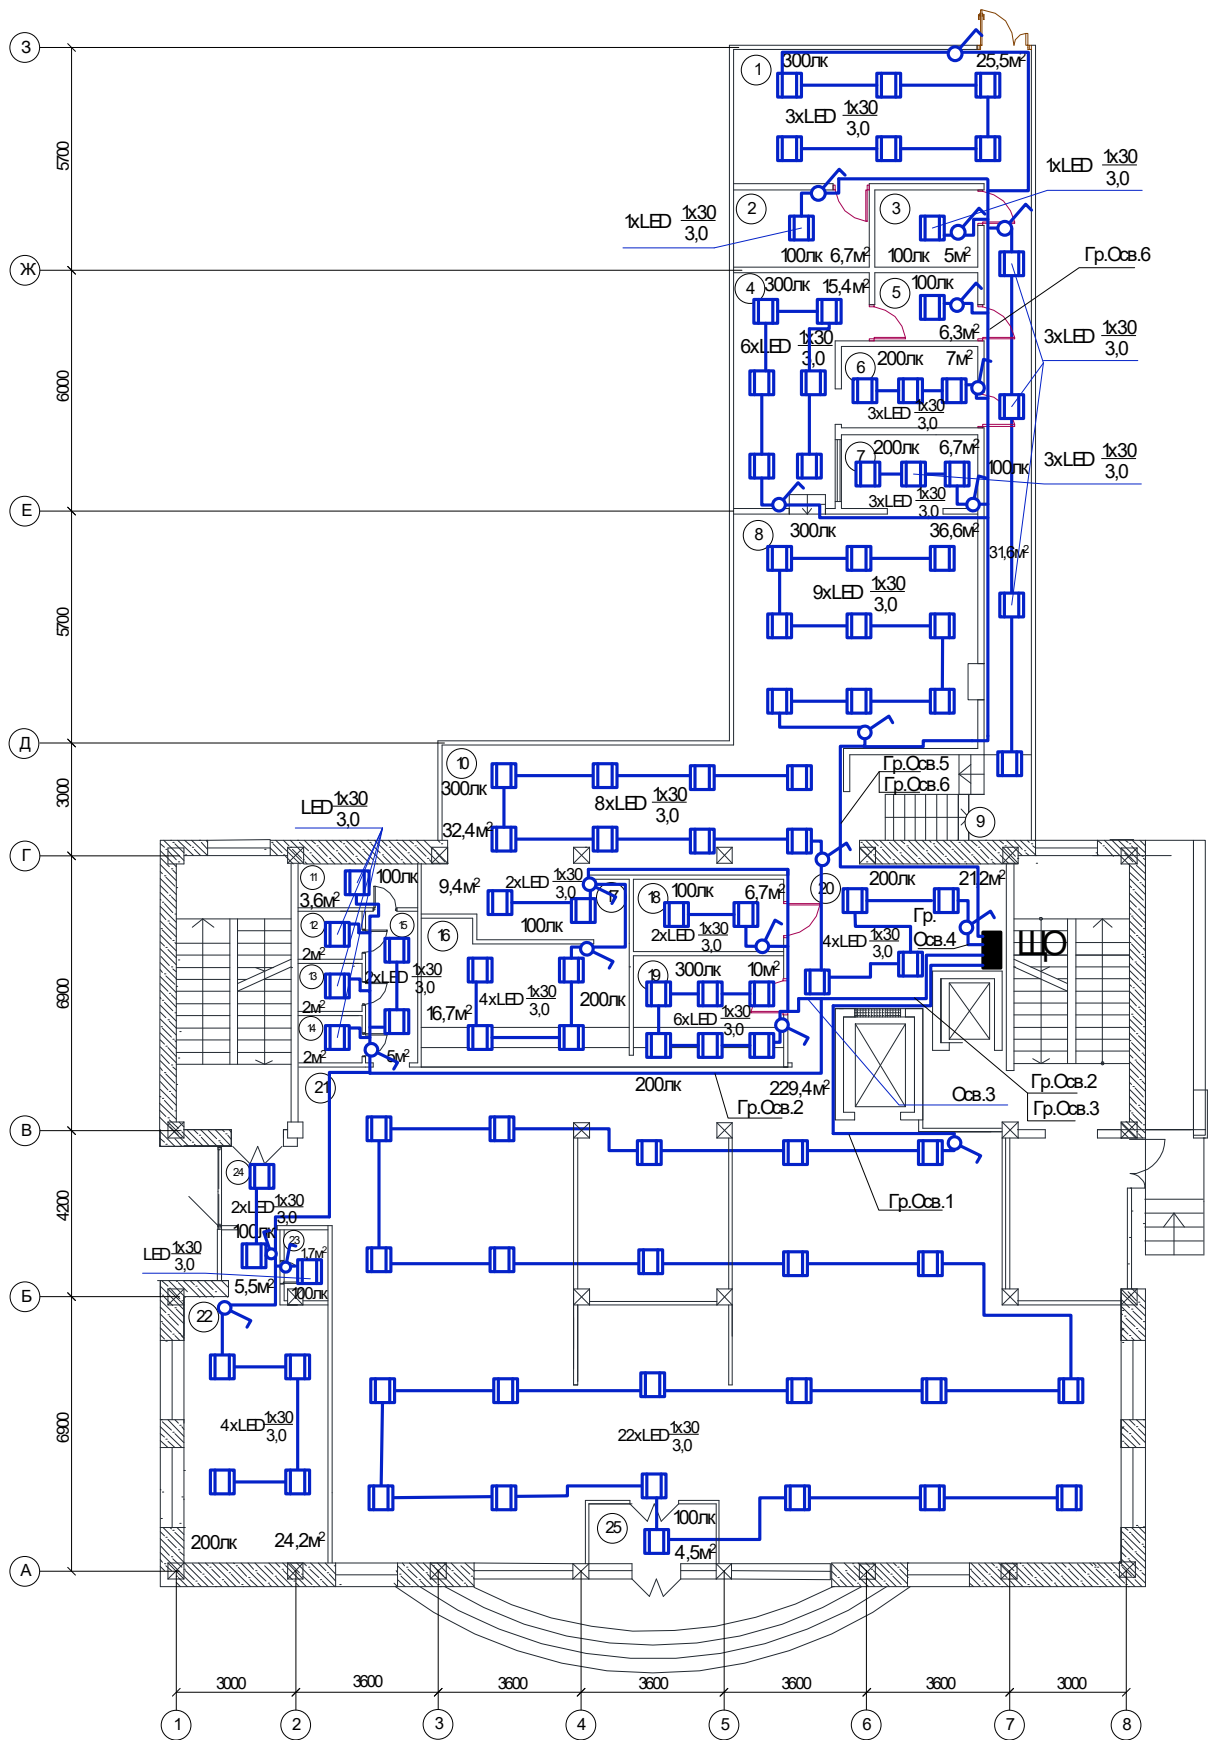 З
1
300лк
25,5м²
3xLED 1x30
3,0
5700
1xLED 1x30
3,0
2
3
1xLED 1x30
3,0
100лк 6,7м²
100лк 5м²
Гр.Осв.6
Ж
4
300лк
15,4м²
5
100лк
6,3м²
6xLED 1x30
3,0
3xLED 1x30
3,0
6
200лк
7м²
3xLED 1x30
3,0
6000
7
200лк
6,7м²
100лк
3xLED 1x30
3,0
3xLED 1x30
3,0
Е
8
300лк
36,6м²
31,6м²
9xLED 1x30
3,0
5700
Д
10
300лк
Гр.Осв.5
Гр.Осв.6
3000
LED 1x30
3,0
8xLED 1x30
3,0
32,4м²
9
Г
11
100лк
3,6м²
9,4м²
2xLED 1x30
3,0
17
18
100лк
6,7м²
20
200лк
21,2м²
12
15
16
100лк
2xLED 1x30
3,0
4xLED 1x30
3,0
Гр.
Осв.4
ЩО
2м²
13
2xLED 1x30
3,0
19
300лк
10м²
6900
2м²
14
16,7м²
4xLED 1x30
3,0
200лк
6xLED 1x30
3,0
2м²
5м²
21
200лк
229,4м²
Гр.Осв.2
Осв.3
Гр.Осв.2
Гр.Осв.3
В
24
4200
2xLED 1x30
3,0
100лк
23
1,7м²
LED 1x30
3,0
5,5м²
100лк
Гр.Осв.1
Б
22
6900
4xLED 1x30
3,0
22xLED 1x30
3,0
200лк
24,2м²
25
100лк
4,5м²
А
3000
3600
3600
3600
3600
3600
3000
1
2
3
4
5
6
7
8